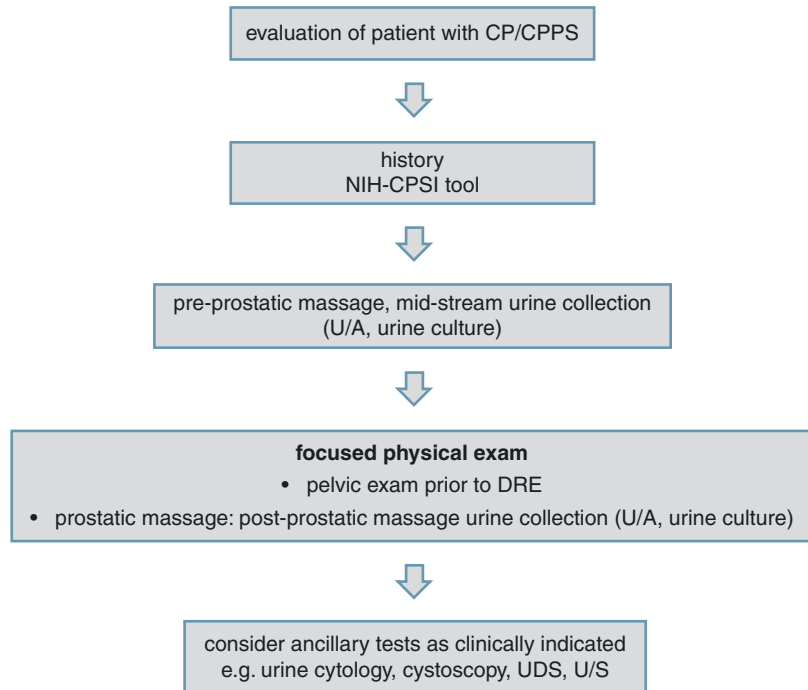 evaluation of patient with CP/CPPS
history
NIH-CPSI tool
pre-prostatic massage, mid-stream urine collection
(U/A, urine culture)
focused physical exam
• pelvic exam prior to DRE
• prostatic massage: post-prostatic massage urine collection (U/A, urine culture)
consider ancillary tests as clinically indicated
e.g. urine cytology, cystoscopy, UDS, U/S